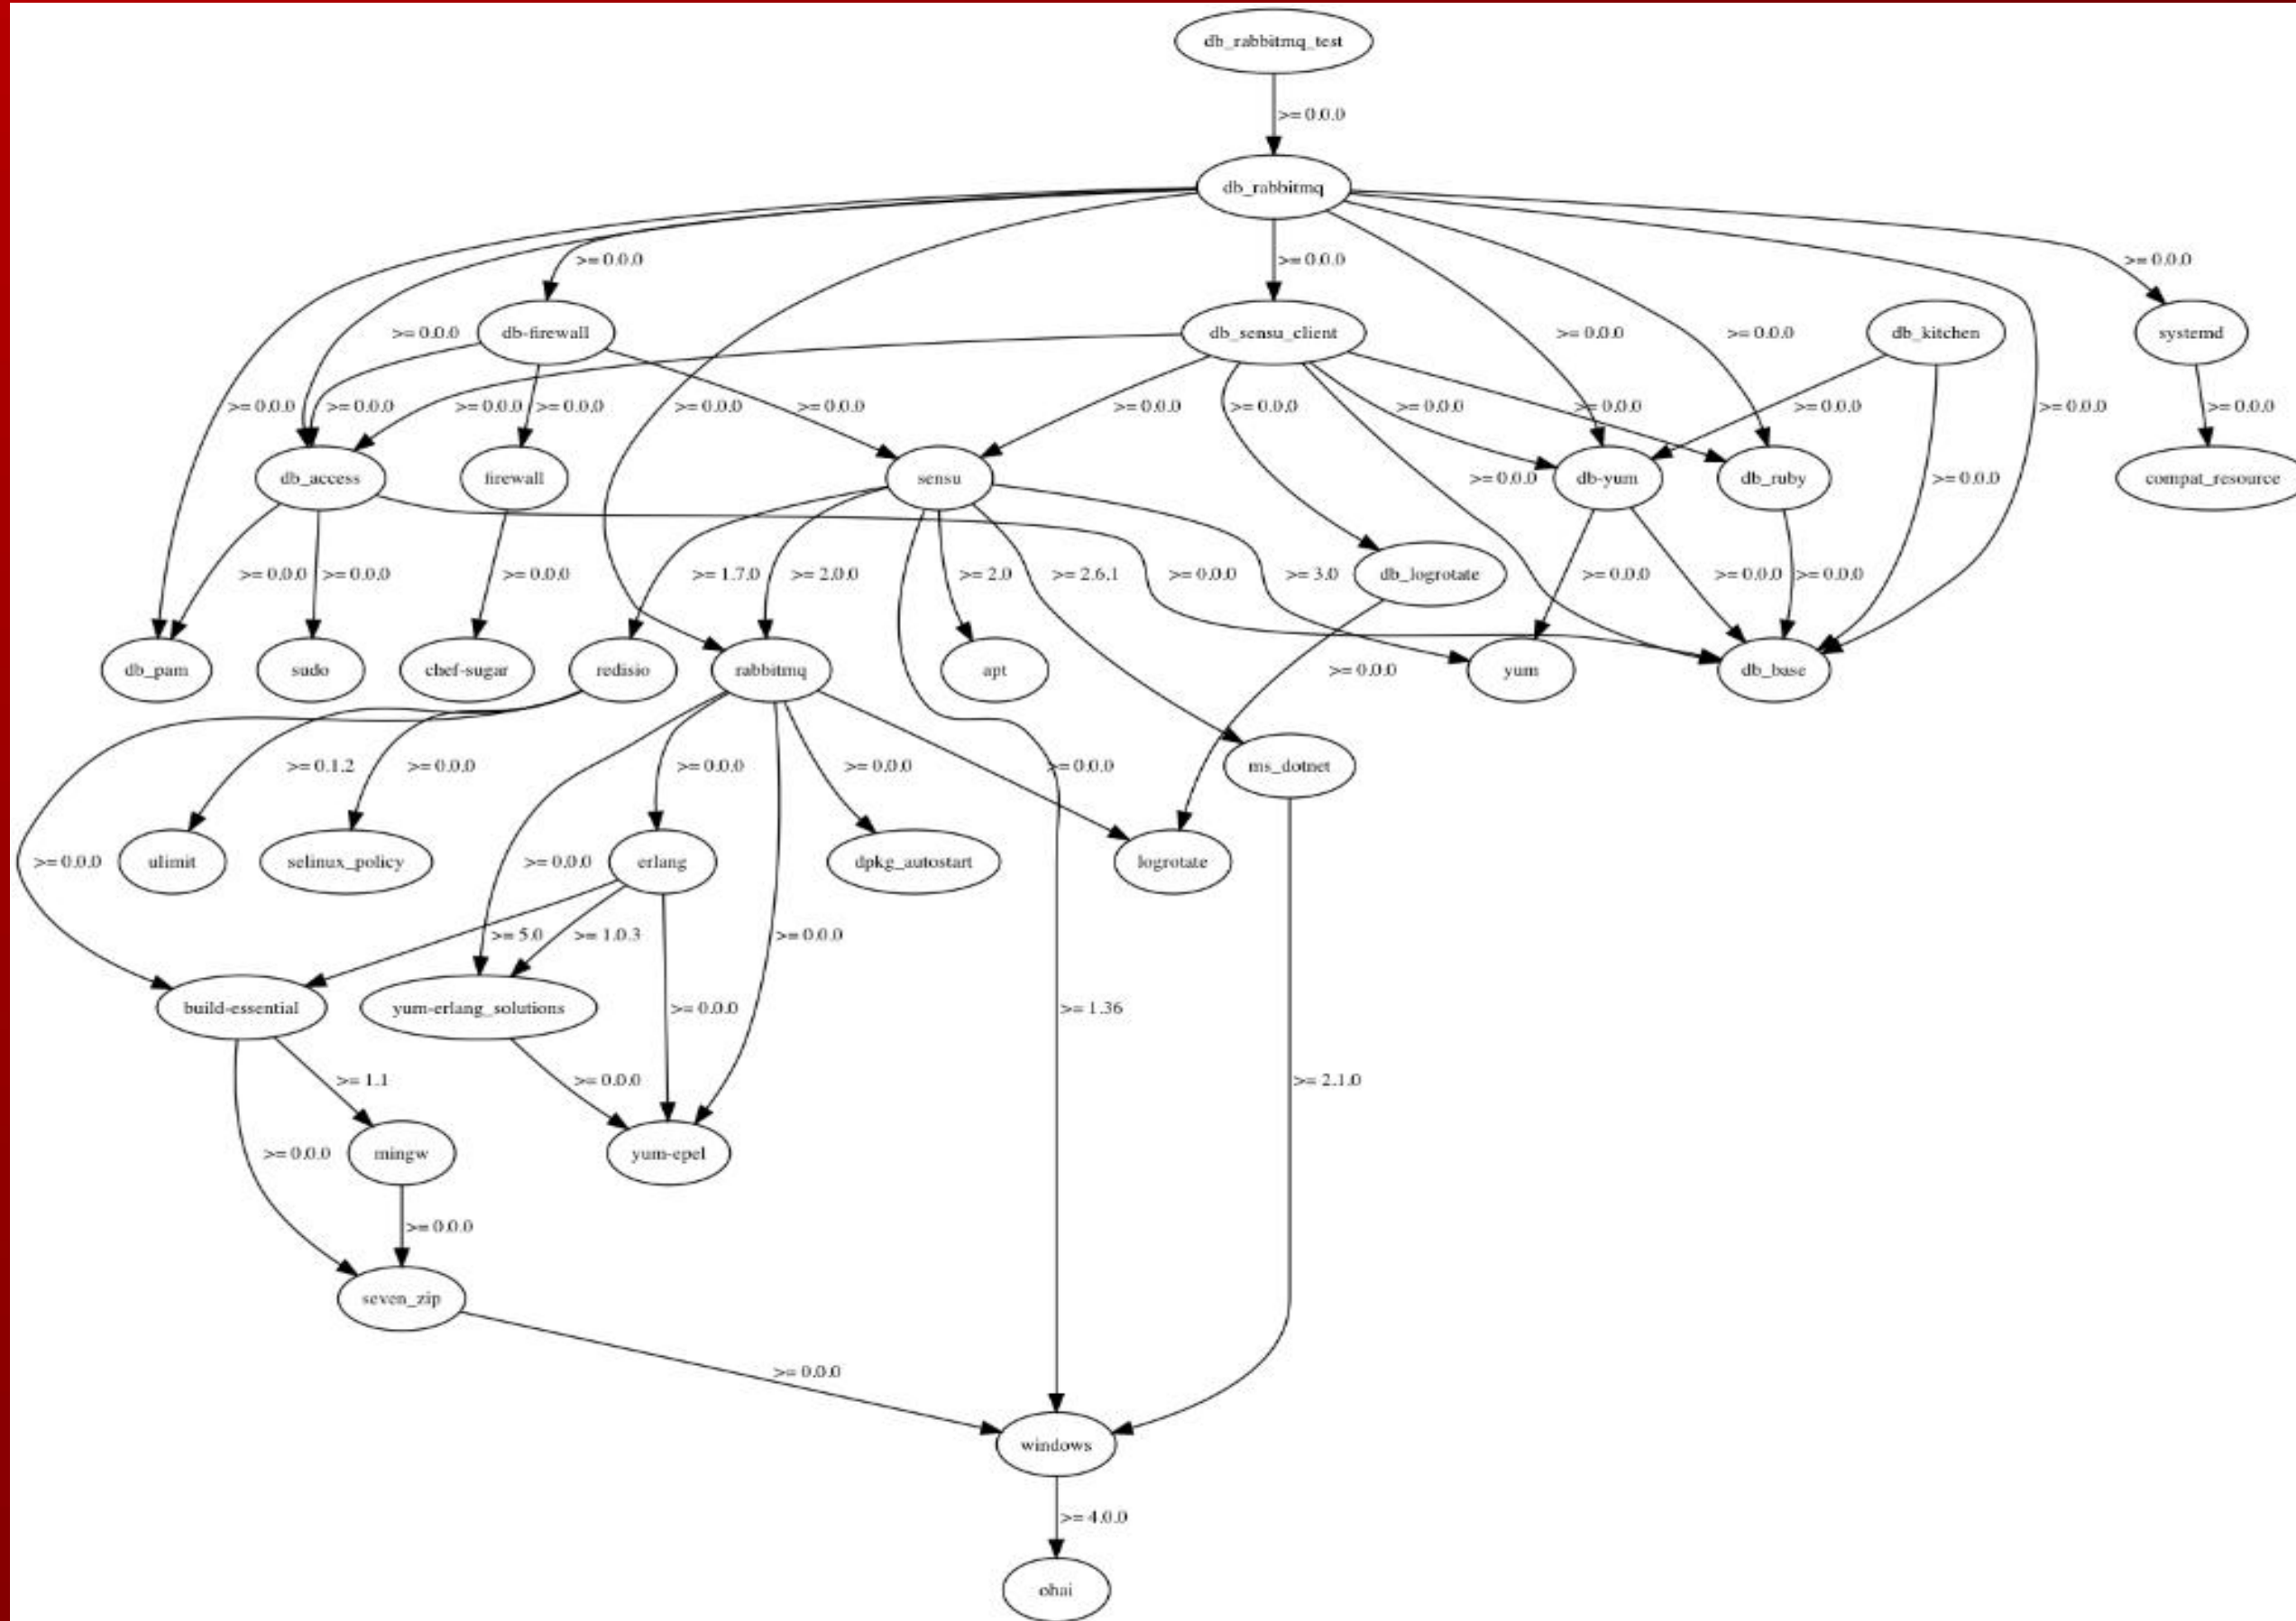 db_rabbitmq_test
>= 0.0.0
db_rabbitmq
>= 0.0.0
>= 0.0.0
>= 0.0.0
>= 0.0.0
db-firewall
db_sensu_client
>= 0.0.0
>= 0.0.0
db_kitchen
systemd
>= 0.0.0
>= 0.0.0
>= 0.0.0
>= 0.0.0
>= 0.0.0
>= 0.0.0
>= 0.0.0
>= 0.0.0
>= 0.0.0
>= 0.0.0
>= 0.0.0
>= 0.0.0
>= 0.0.0
db_access
firewall
sensu
>= 0.0.0
db-yum
db_ruby
>= 0.0.0
compat_resource
>= 0.0.0
>= 0.0.0
>= 0.0.0
>= 1.7.0
>= 2.0.0
>= 2.0
>= 2.6.1
>= 0.0.0
>= 3.0
db_logrotate
>= 0.0.0
>= 0.0.0
>= 0.0.0
db_pam
sudo
chef-sugar
redisio
rabbitmq
apt
>= 0.0.0
yum
db_base
>= 0.1.2
>= 0.0.0
>= 0.0.0
>= 0.0.0
>= 0.0.0
ms_dotnet
>= 0.0.0
ulimit
selinux_policy
>= 0.0.0
erlang
dpkg_autostart
logrotate
>= 5.0
>= 1.0.3
>= 0.0.0
build-essential
yum-erlang_solutions
>= 0.0.0
>= 1.36
>= 1.1
>= 0.0.0
>= 2.1.0
>= 0.0.0
mingw
yum-epel
>= 0.0.0
seven_zip
>= 0.0.0
windows
>= 4.0.0
ohai